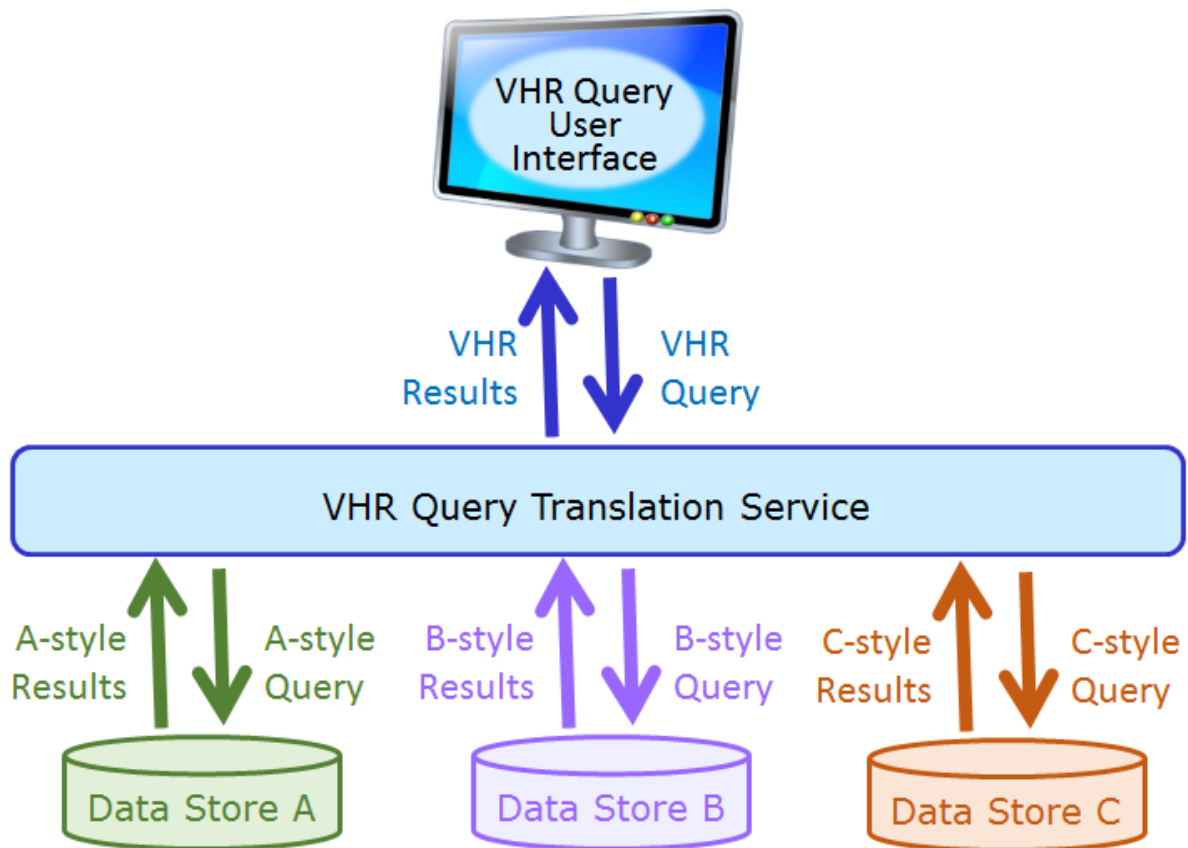 VHR Query
User
Interface
VHR
Results
VHR
Query
VHR Query Translation Service
A-style
Results
A-style
Query
B-style
Results
B-style
Query
C-style
Results
C-style
Query
Data Store A
Data Store B
Data Store C